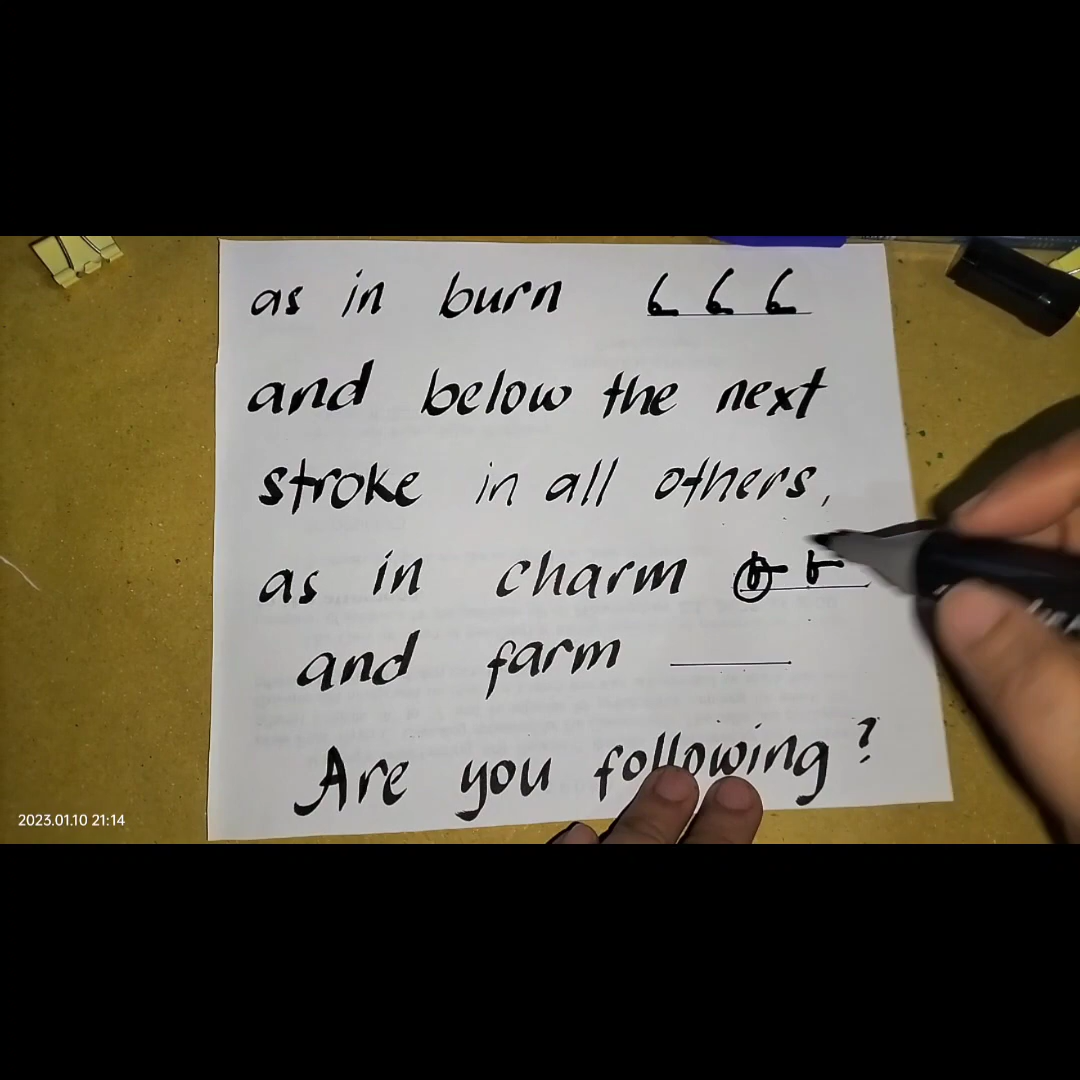 as in burn
and below the next
stroke in all others,
as in charm
and farm
Are you following?
2023.01.10 21:14